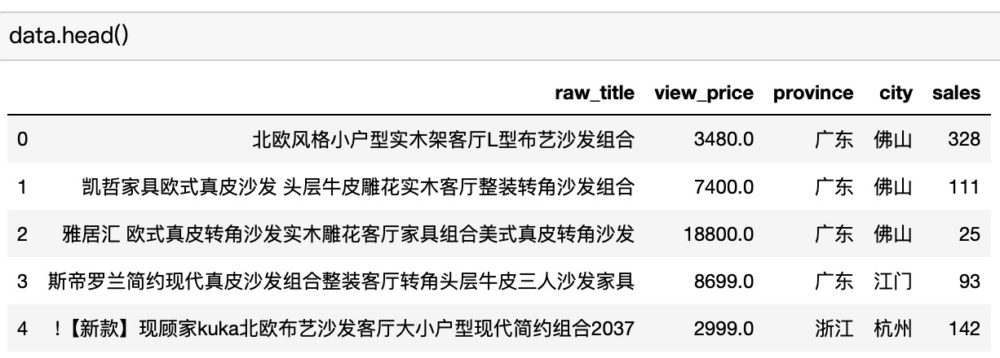 data.head()
raw_title view_price province city sales
0 北欧风格小户型实木架客厅L型布艺沙发组合 3480.0 广东 佛山 328
1 凯哲家具欧式真皮沙发 头层牛皮雕花实木客厅整装转角沙发组合 7400.0 广东 佛山 111
2 雅居汇 欧式真皮转角沙发实木雕花客厅家具组合美式真皮转角沙发 18800.0 广东 佛山 25
3 斯帝罗兰简约现代真皮沙发组合整装客厅转角头层牛皮三人沙发家具 8699.0 广东 江门 93
4 !【新款】现顾家kuka北欧布艺沙发客厅大小户型现代简约组合2037 2999.0 浙江 杭州 142